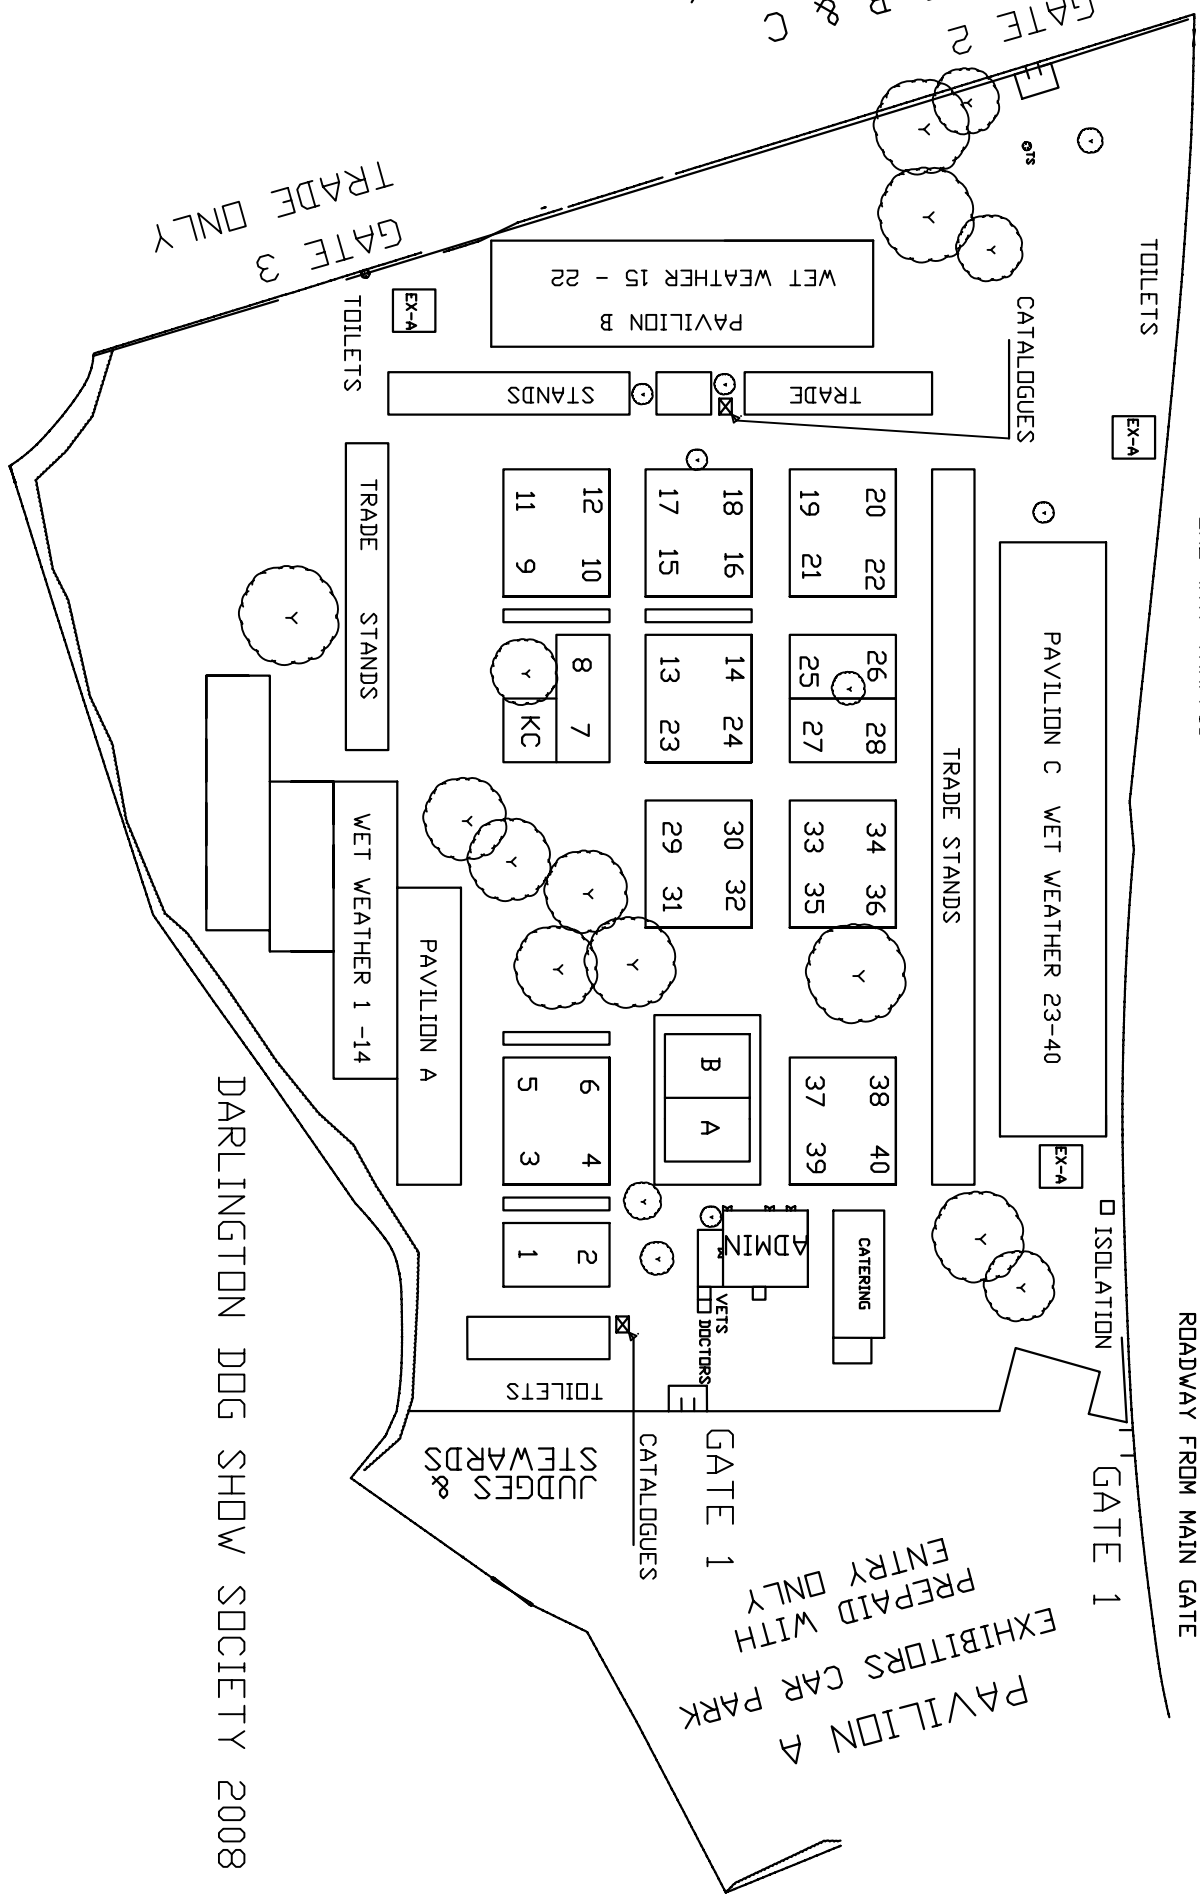 & C
GATE 2
TS
TOILETS
CATALOGUES
EX-A
PAVILION C WET WEATHER 23-40
EX-A
ISOLATION
ROADWAY FROM MAIN GATE
GATE 1
TRADE STANDS
WET WEATHER 15 - 22
PAVILION B
TRADE
STANDS
GATE 3
TRADE ONLY
TOILETS
EX-A
20 22
19 21
18 16
17 15
12 10
11 9
26 28
25 27
14 24
13 23
8 7
KC
34 36
33 35
30 32
29 31
38 40
37 39
B A
6 4
5 3
2
1
ADMIN
CATERING
VETS
DOCTORS
TOILETS
CATALOGUES
GATE 1
JUDGES &
STEWARDS
TRADE STANDS
PAVILION A
WET WEATHER 1 -14
PAVILION A
EXHIBITORS CAR PARK
PREPAID WITH
ENTRY ONLY
DARLINGTON DOG SHOW SOCIETY 2008